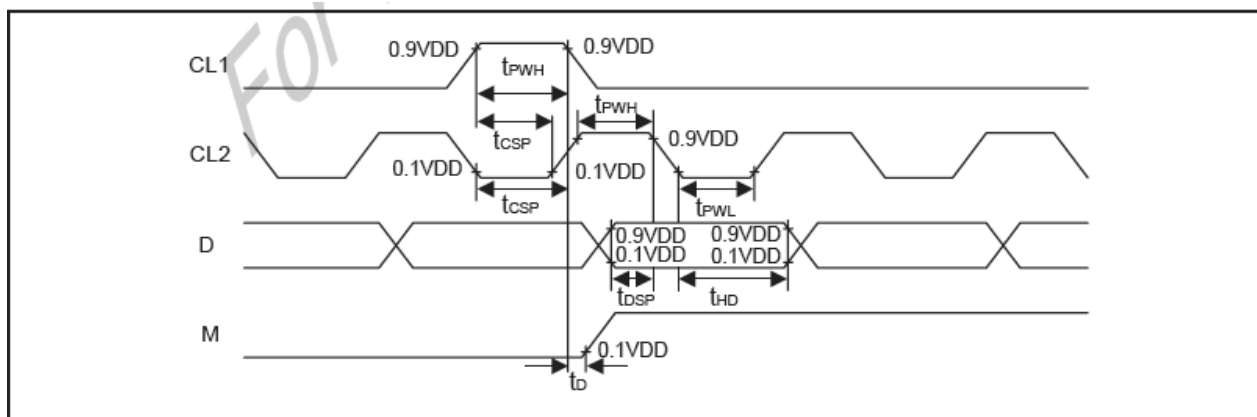 For
CL1
0.9VDD
0.9VDD
tPWH
tPWH
tCSP
CL2
0.9VDD
0.1VDD
0.1VDD
tCSP
tPWL
D
0.9VDD
0.9VDD
0.1VDD
0.1VDD
tDSP
tHD
M
0.1VDD
tD